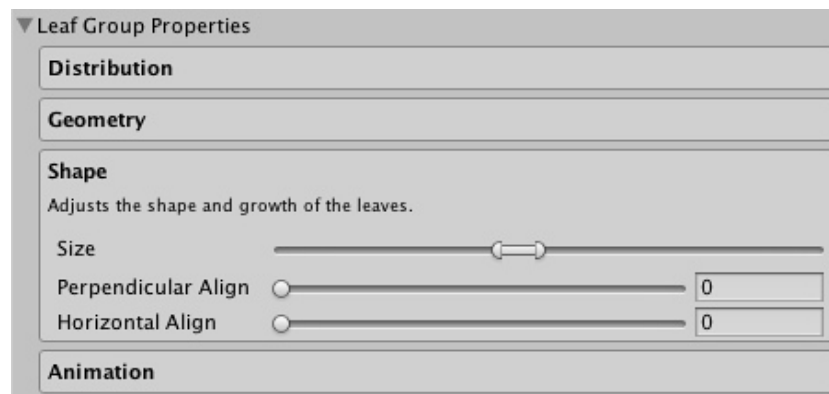 Leaf Group Properties
Distribution
Geometry
Shape
Adjusts the shape and growth of the leaves.
Size
Perpendicular Align 0
Horizontal Align 0
Animation